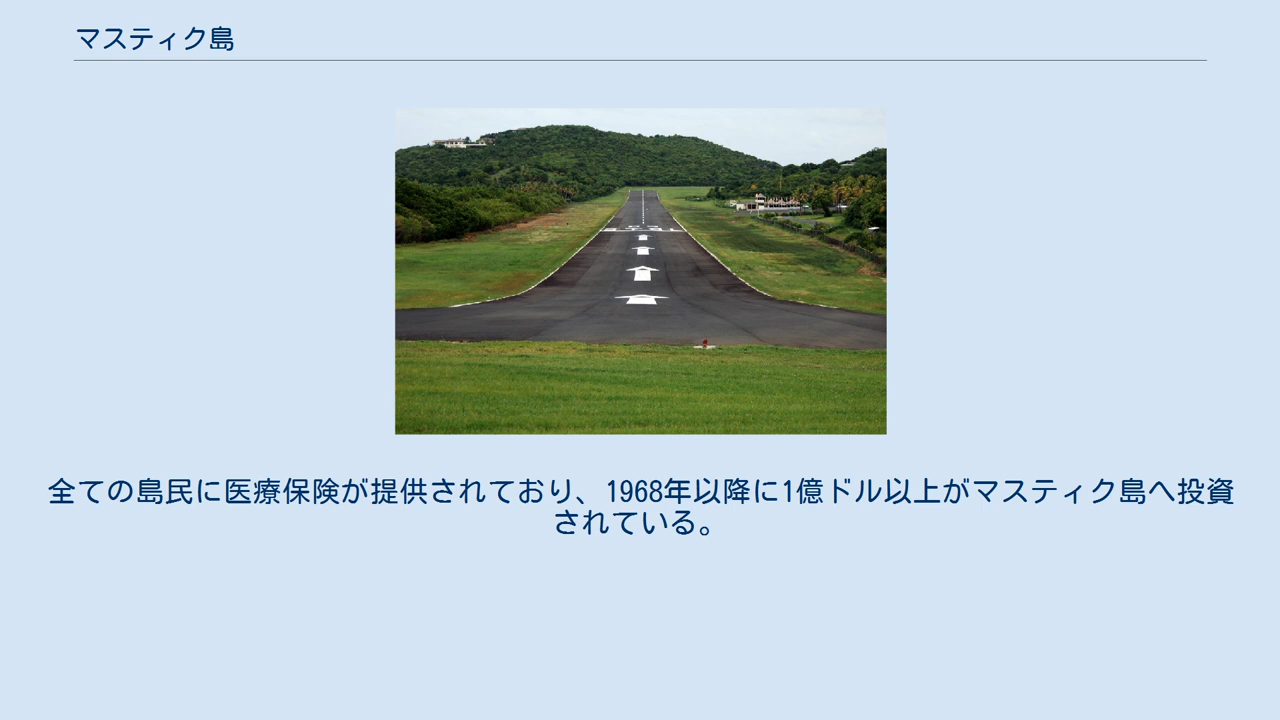 マスティク島
全ての島民に医療保険が提供されており、1968年以降に1億ドル以上がマスティク島へ投資
されている。